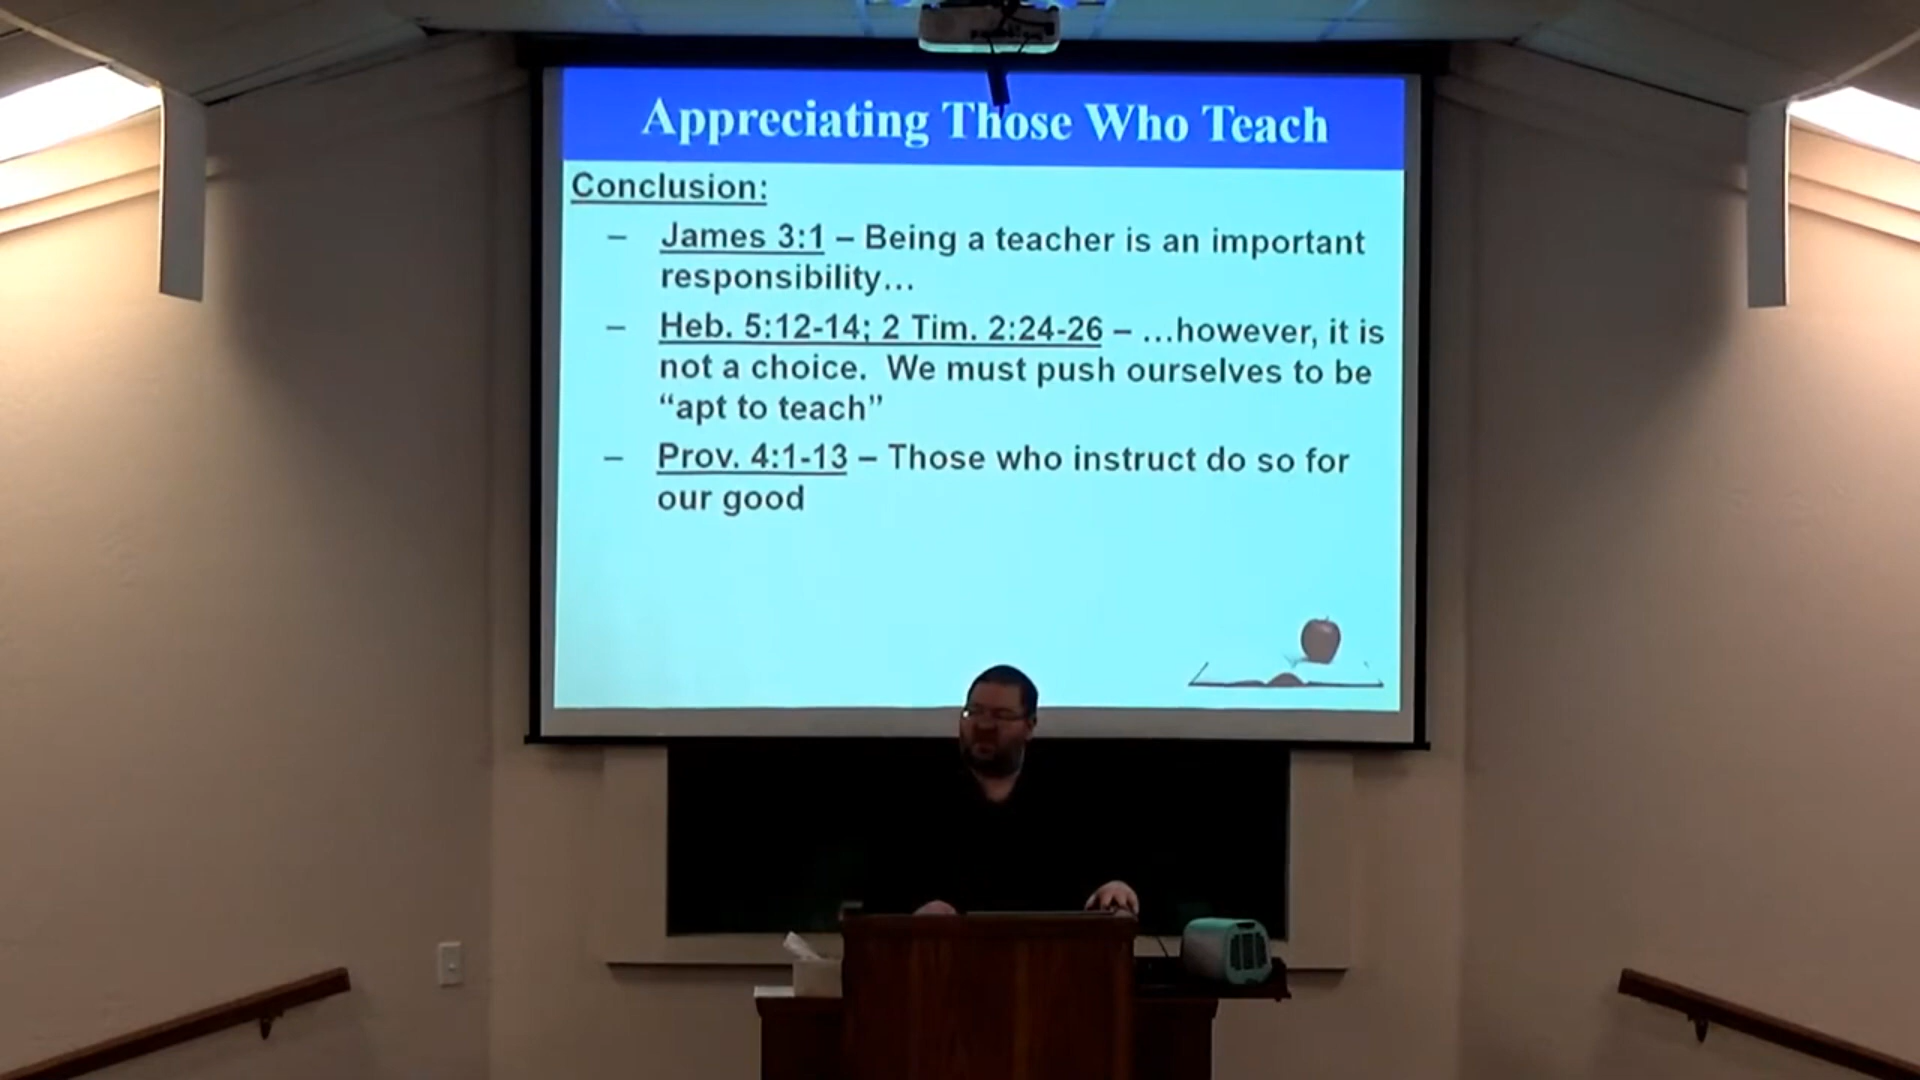 Appreciating Those Who Teach
Conclusion:
– James 3:1 – Being a teacher is an important
responsibility...
– Heb. 5:12-14; 2 Tim. 2:24-26 – ...however, it is
not a choice. We must push ourselves to be
“apt to teach”
– Prov. 4:1-13 – Those who instruct do so for
our good